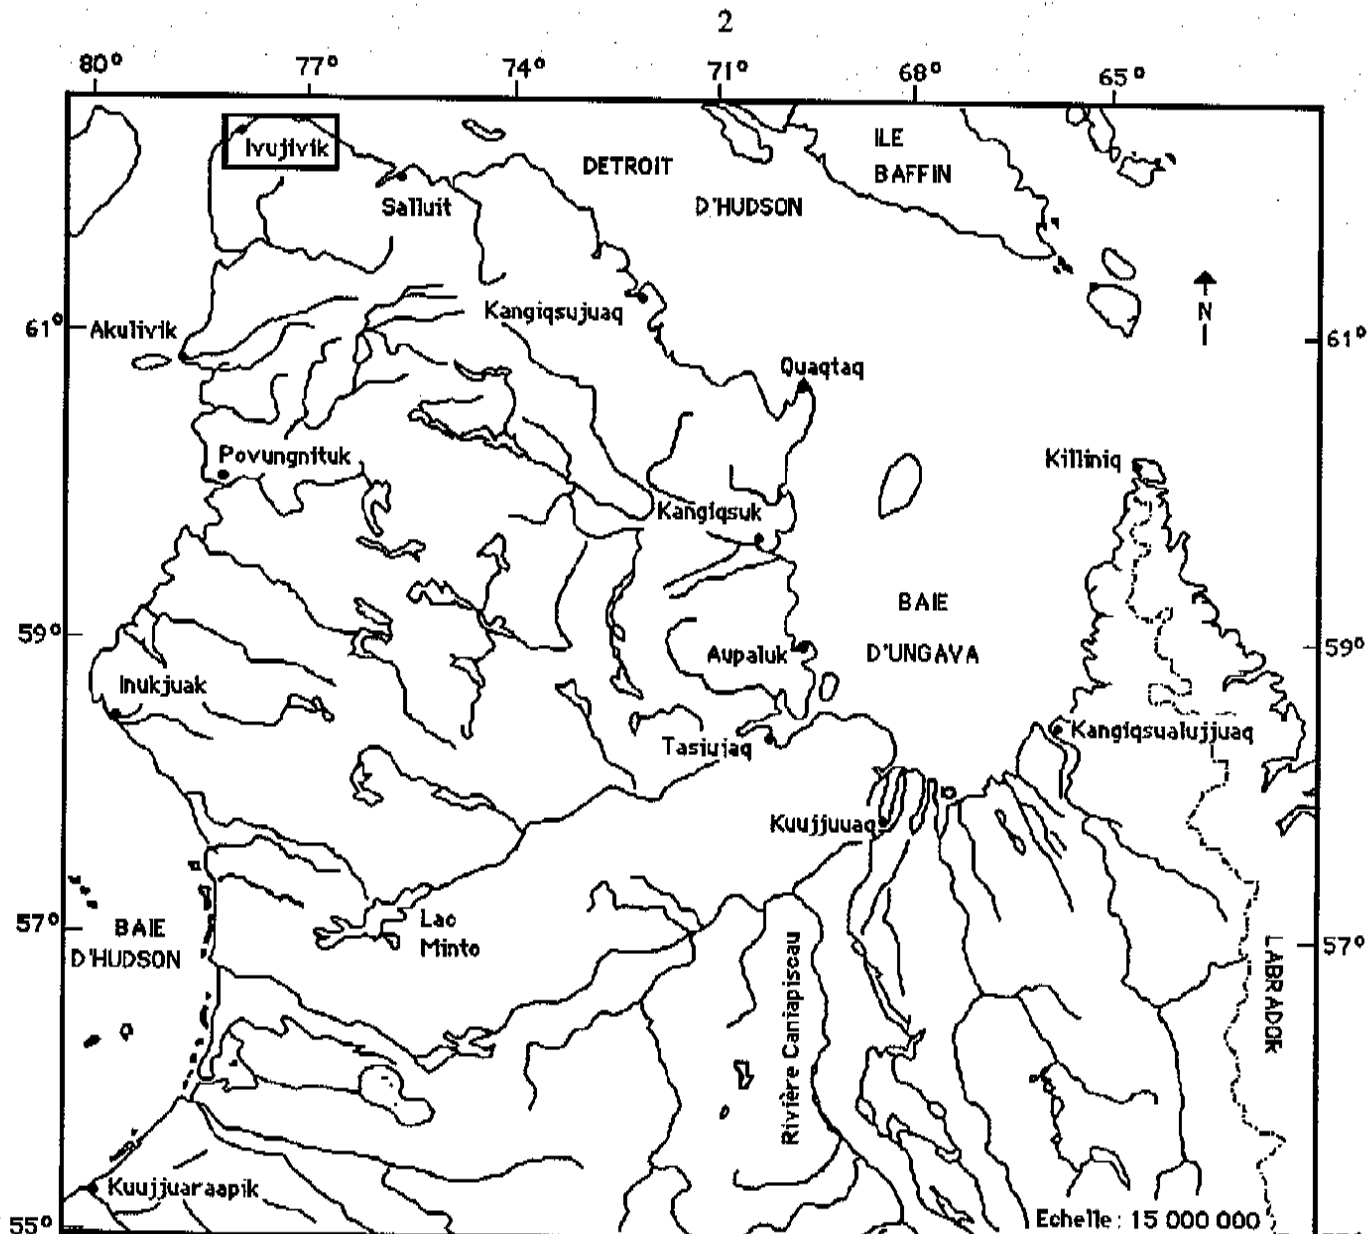 2
80° 77° 74° 71° 68° 65°
Ivujivik
ILE
BAFFIN
DETROIT
D'HUDSON
Salluit
N
Kangiqsujuaq
61°
Akulivik
61°
Quaqtaq
Povungnituk
Killiniq
Kangiqsuk
BAIE
D'UNGAVA
59°
Aupaluk
59°
Inukjuak
Tasiujaq
Kangiqsualujjuaq
Kuujjuuaq
57°
BAIE
D'HUDSON
Lac
Minto
Rivière Caniapiscau
LABRADOR
57°
Kuujjuaraapik
55°
Echelle : 15 000 000